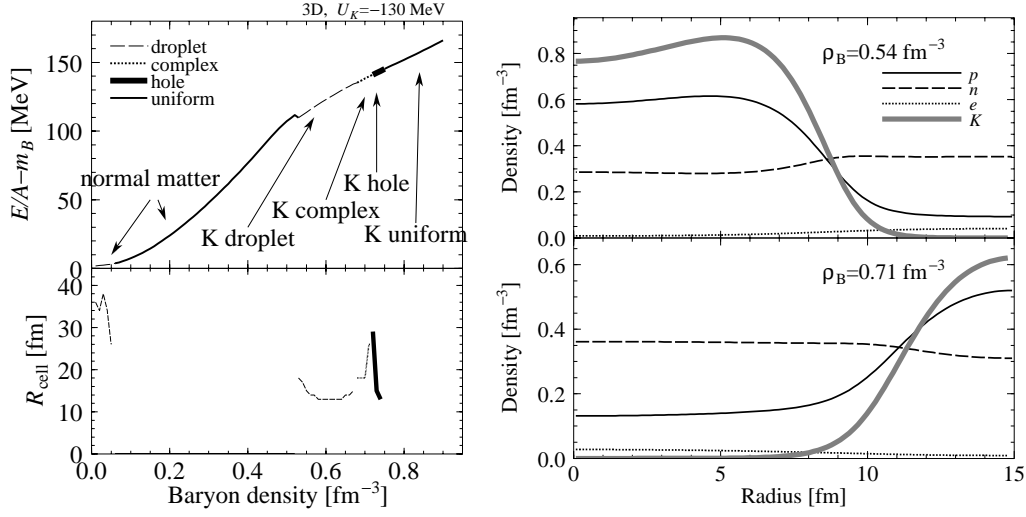 3D, U_K=−130 MeV
E/A−m_B [MeV]
150
100
50
0
droplet
complex
hole
uniform
normal matter
K hole
K complex
K droplet
K uniform
R_cell [fm]
40
30
20
10
0
0.0 0.2 0.4 0.6 0.8
Baryon density [fm⁻³]
Density [fm⁻³]
0.8
0.6
0.4
0.2
0.0
ρ_B=0.54 fm⁻³
p
n
e
K
Density [fm⁻³]
0.6
0.4
0.2
0.0
ρ_B=0.71 fm⁻³
0 5 10 15
Radius [fm]